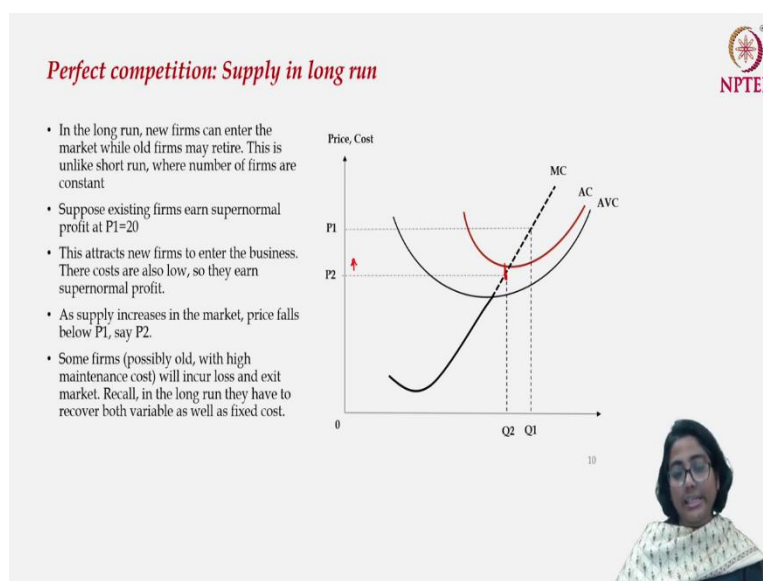 Perfect competition: Supply in long run
NPTEL
• In the long run, new firms can enter the
market while old firms may retire. This is
unlike short run, where number of firms are
constant
• Suppose existing firms earn supernormal
profit at P1=20
• This attracts new firms to enter the business.
There costs are also low, so they earn
supernormal profit.
• As supply increases in the market, price falls
below P1, say P2.
• Some firms (possibly old, with high
maintenance cost) will incur loss and exit
market. Recall, in the long run they have to
recover both variable as well as fixed cost.
Price, Cost
MC
AC
AVC
P1
P2
0
Q2 Q1
10